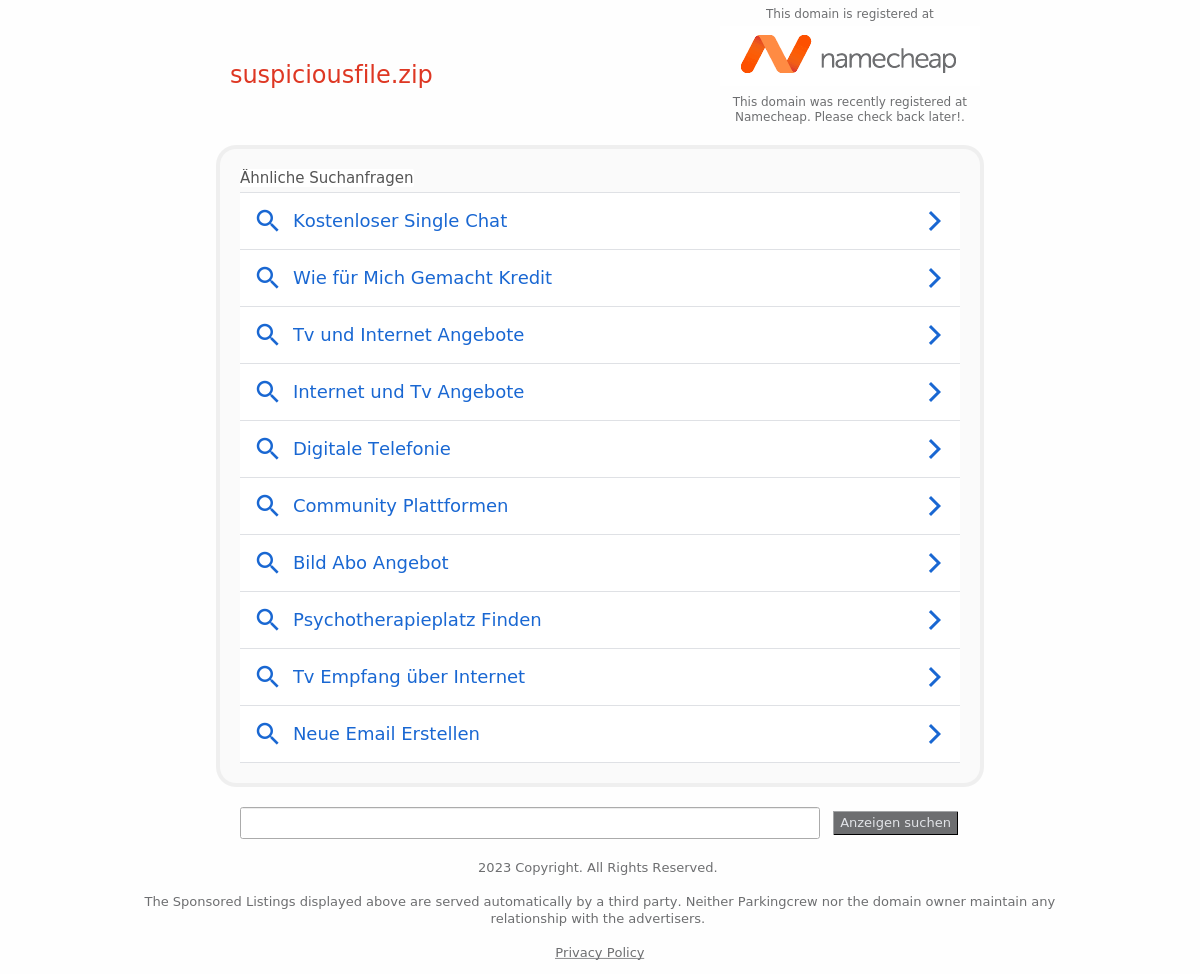 This domain is registered at
namecheap
suspiciousfile.zip
This domain was recently registered at
Namecheap. Please check back later!.
Ähnliche Suchanfragen
Kostenloser Single Chat
Wie für Mich Gemacht Kredit
Tv und Internet Angebote
Internet und Tv Angebote
Digitale Telefonie
Community Plattformen
Bild Abo Angebot
Psychotherapieplatz Finden
Tv Empfang über Internet
Neue Email Erstellen
Anzeigen suchen
2023 Copyright. All Rights Reserved.
The Sponsored Listings displayed above are served automatically by a third party. Neither Parkingcrew nor the domain owner maintain any
relationship with the advertisers.
Privacy Policy